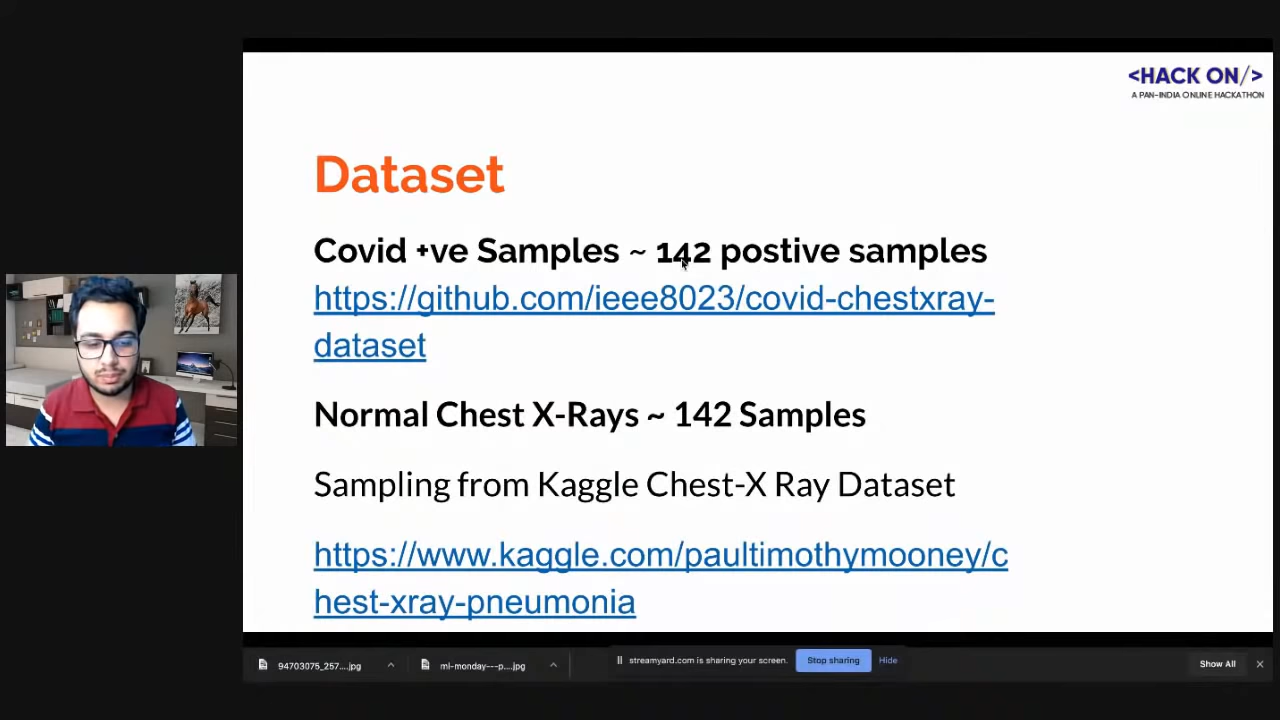 <HACK ON/>
A PAN-INDIA ONLINE HACKATHON
Dataset
Covid +ve Samples ~ 142 postive samples
https://github.com/ieee8023/covid-chestxray-
dataset
Normal Chest X-Rays ~ 142 Samples
Sampling from Kaggle Chest-X Ray Dataset
https://www.kaggle.com/paultimothymooney/c
hest-xray-pneumonia
94703075_257....jpg
ml-monday---p....jpg
streamyard.com is sharing your screen.
Stop sharing
Hide
Show All